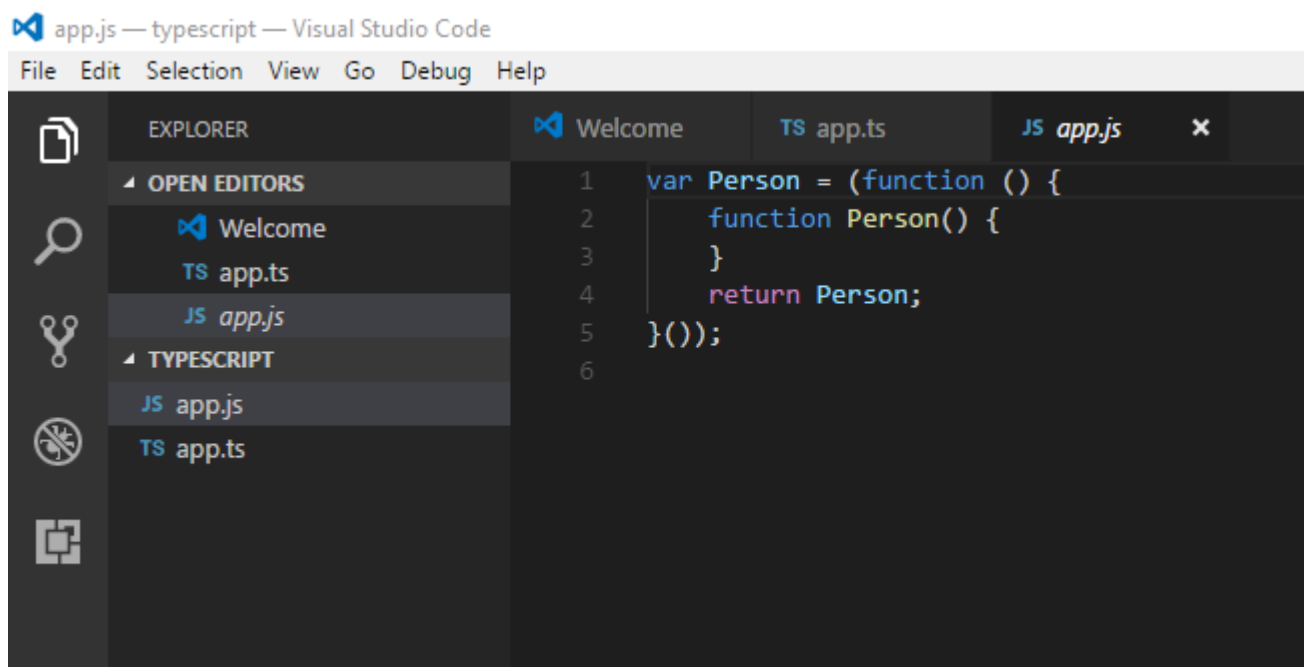 app.js — typescript — Visual Studio Code
File Edit Selection View Go Debug Help
EXPLORER
OPEN EDITORS
Welcome
TS app.ts
JS app.js
TYPESCRIPT
JS app.js
TS app.ts
Welcome TS app.ts JS app.js
1 var Person = (function () {
2     function Person() {
3     }
4     return Person;
5 }());
6